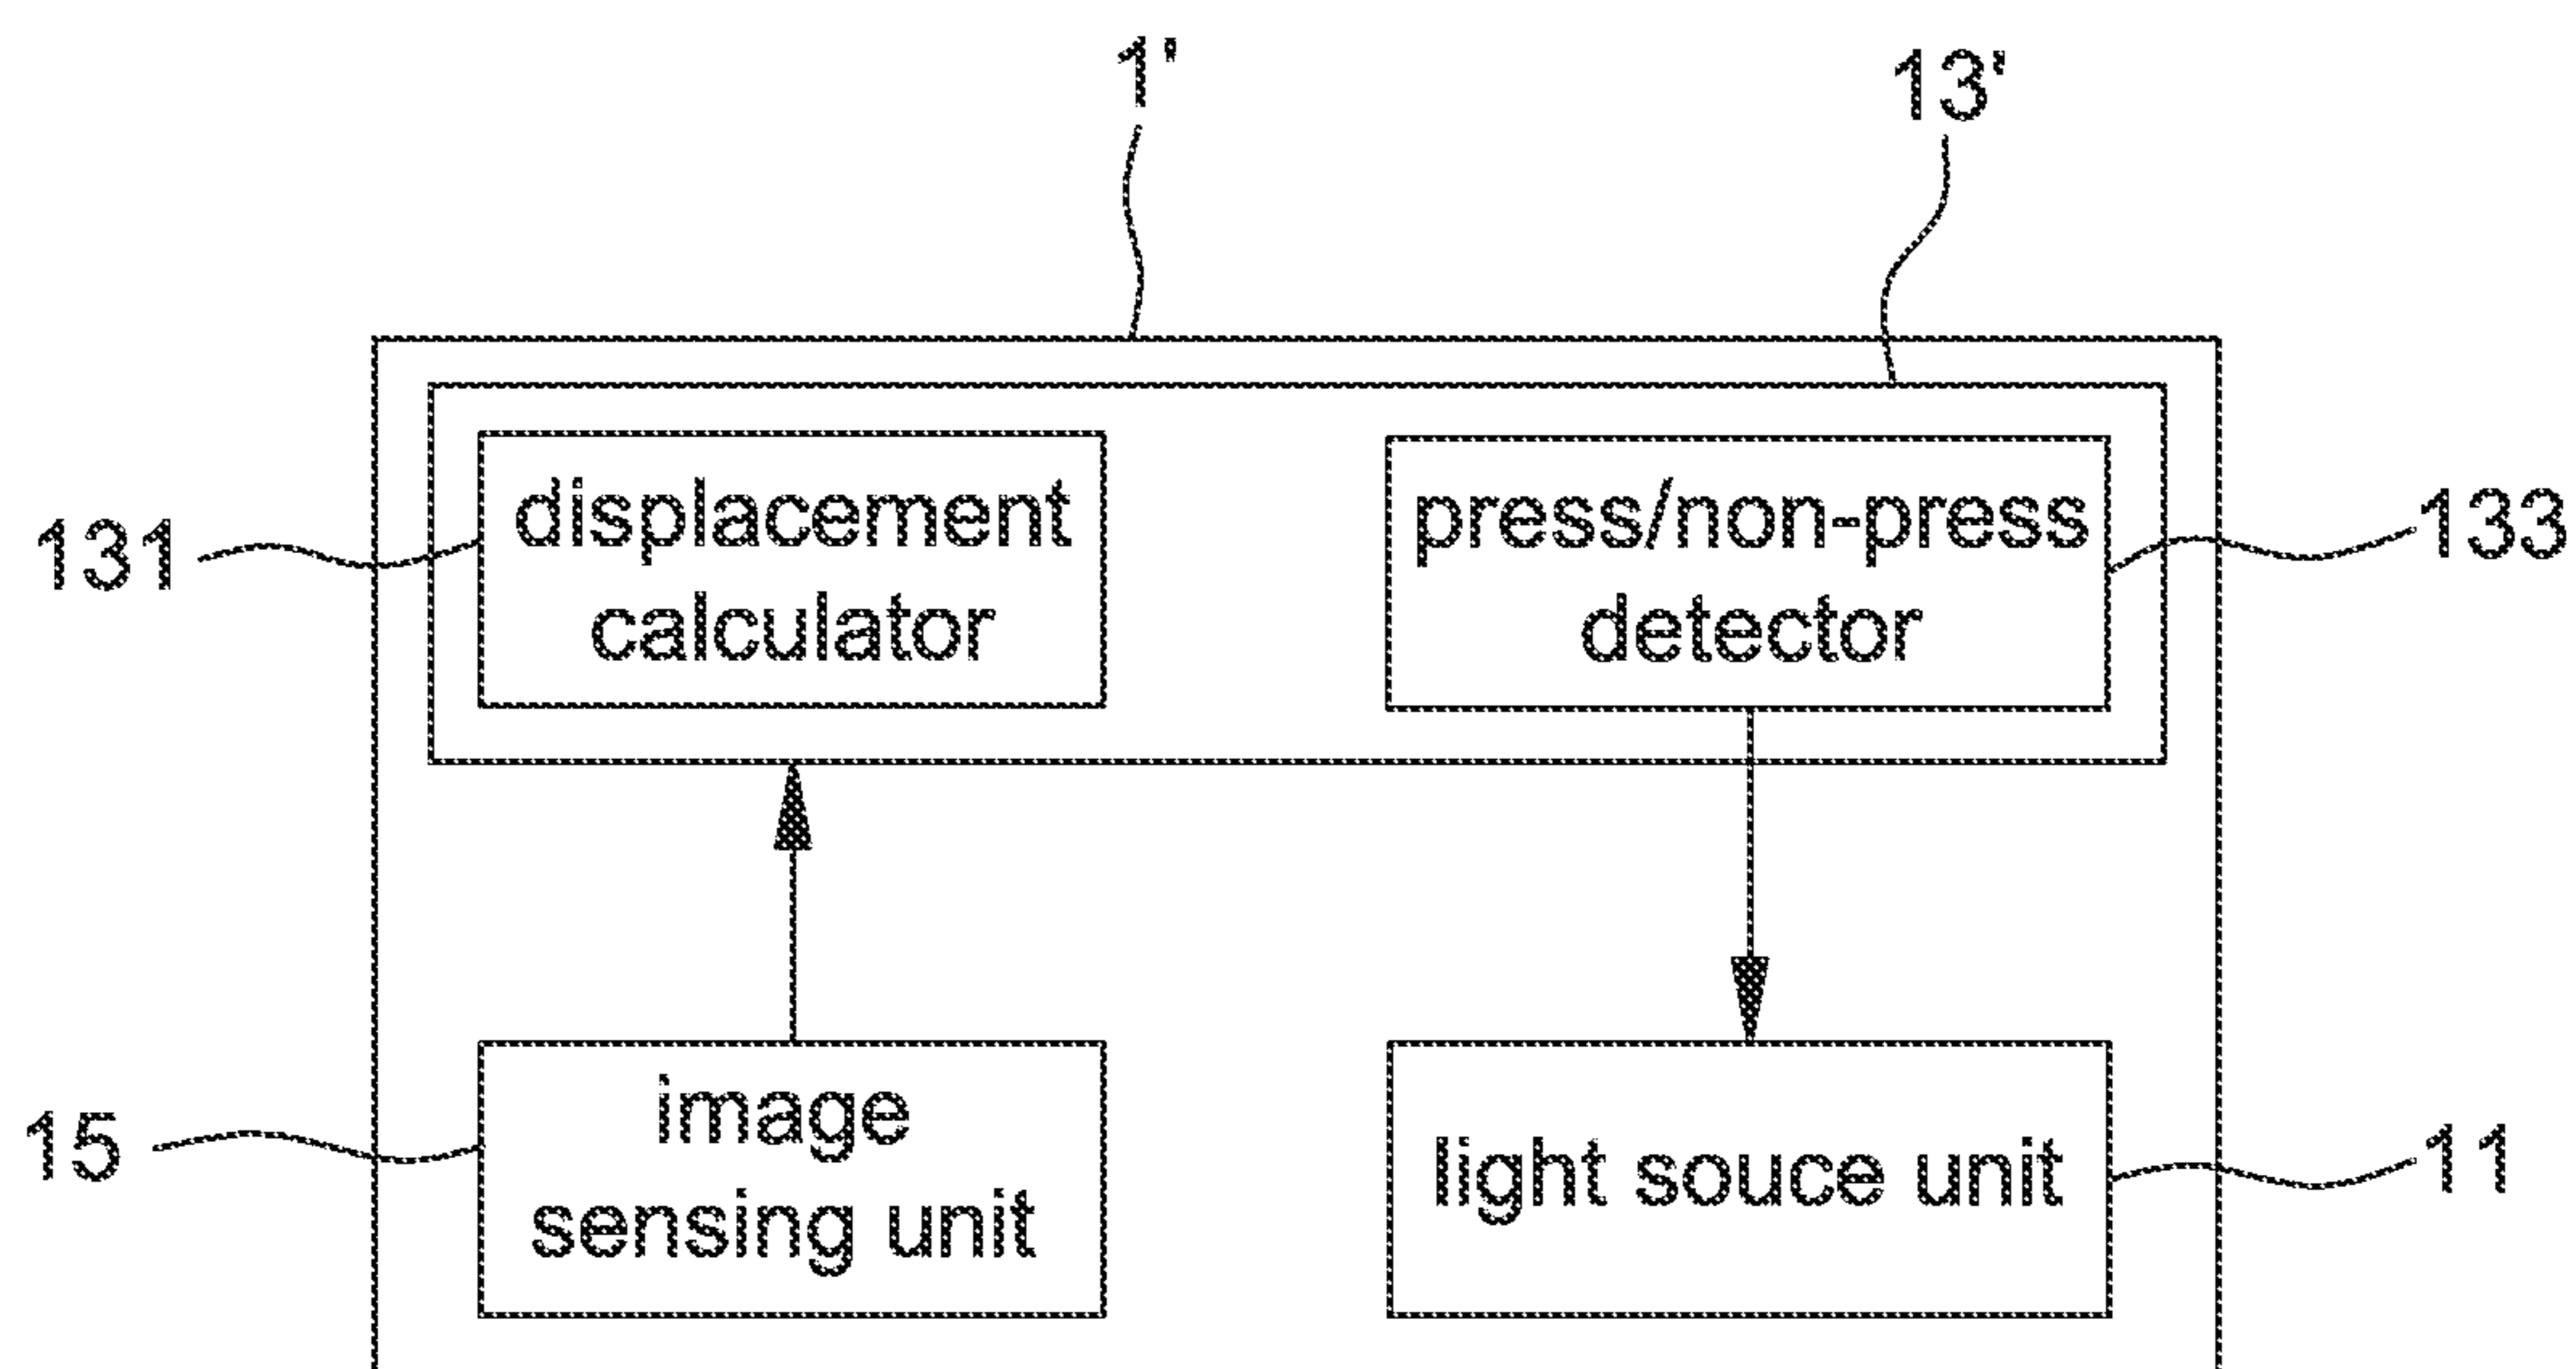 1'
13'
displacement
calculator
press/non-press
detector
131
133
image
sensing unit
light souce unit
15
11